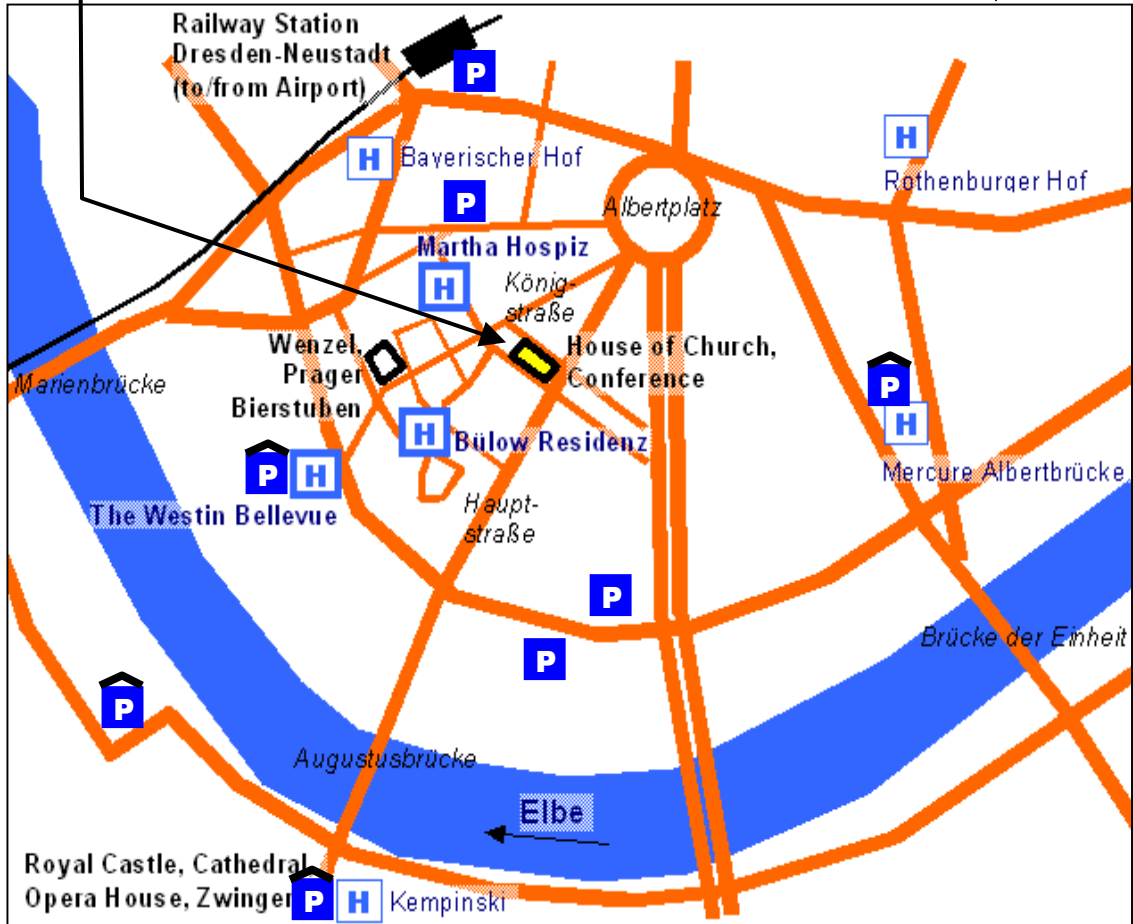 Railway Station
Dresden-Neustadt
(to/from Airport)
P
H
Bayerischer Hof
H
Rothenburger Hof
P
Albertplatz
Martha Hospiz
H
König-
straße
Wenzel,
Prager
Bierstuben
House of Church,
Conference
Marienbrücke
P
H
H
Bülow Residenz
P
H
Mercure Albertbrücke
The Westin Bellevue
Haupt-
straße
P
P
Brücke der Einheit
P
Augustusbrücke
Elbe
Royal Castle, Cathedral
Opera House, Zwinger
P
H
Kempinski